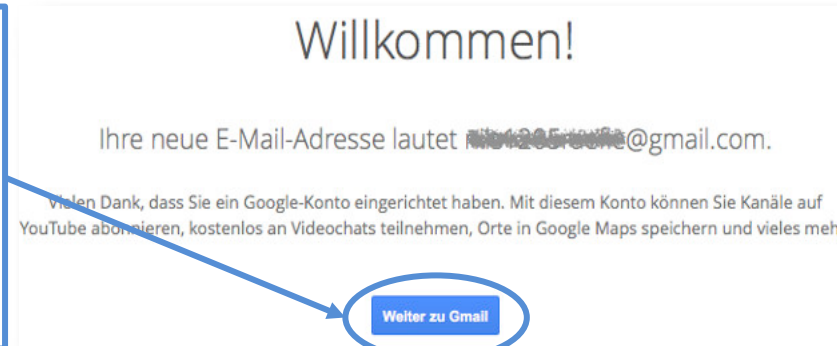 Willkommen!
Ihre neue E-Mail-Adresse lautet @gmail.com.
Vielen Dank, dass Sie ein Google-Konto eingerichtet haben. Mit diesem Konto können Sie Kanäle auf
YouTube abonnieren, kostenlos an Videochats teilnehmen, Orte in Google Maps speichern und vieles meh
Weiter zu Gmail